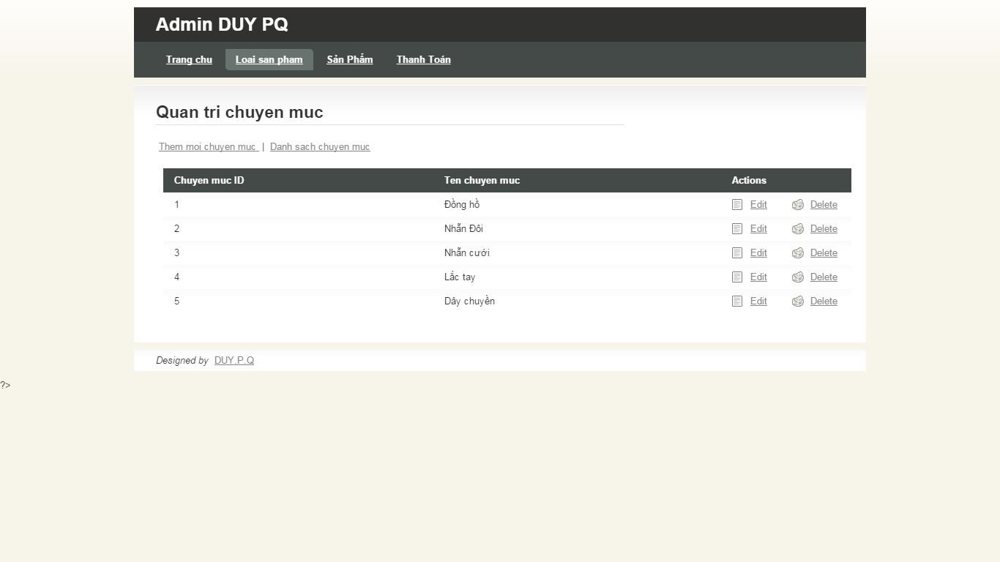 Admin DUY PQ
Trang chu Loai san pham Sản Phẩm Thanh Toán
Quan tri chuyen muc
Them moi chuyen muc | Danh sach chuyen muc
Chuyen muc ID Ten chuyen muc Actions
1 Đồng hồ Edit Delete
2 Nhẫn Đôi Edit Delete
3 Nhẫn cưới Edit Delete
4 Lắc tay Edit Delete
5 Dây chuyền Edit Delete
Designed by DUY.P.Q
?>